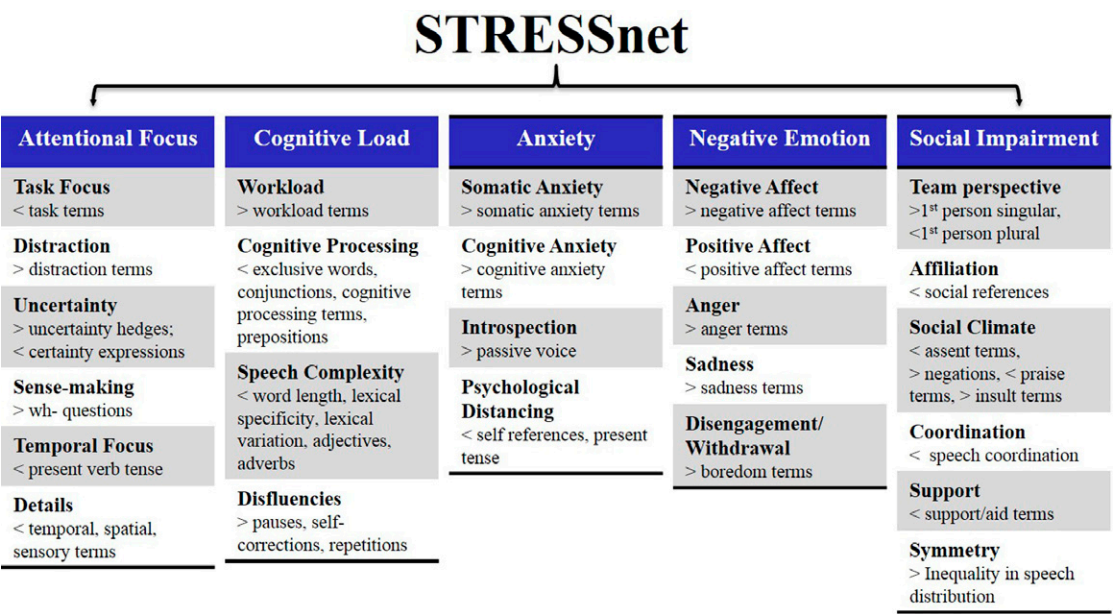 STRESSnet
Attentional Focus
Task Focus
< task terms
Distraction
> distraction terms
Uncertainty
> uncertainty hedges;
< certainty expressions
Sense-making
> wh- questions
Temporal Focus
< present verb tense
Details
< temporal, spatial,
sensory terms
Cognitive Load
Workload
> workload terms
Cognitive Processing
< exclusive words,
conjunctions, cognitive
processing terms,
prepositions
Speech Complexity
< word length, lexical
specificity, lexical
variation, adjectives,
adverbs
Disfluencies
> pauses, self-
corrections, repetitions
Anxiety
Somatic Anxiety
> somatic anxiety terms
Cognitive Anxiety
> cognitive anxiety
terms
Introspection
> passive voice
Psychological
Distancing
< self references, present
tense
Negative Emotion
Negative Affect
> negative affect terms
Positive Affect
< positive affect terms
Anger
> anger terms
Sadness
> sadness terms
Disengagement/
Withdrawal
> boredom terms
Social Impairment
Team perspective
>1st person singular,
<1st person plural
Affiliation
< social references
Social Climate
< assent terms,
> negations, < praise
terms, > insult terms
Coordination
< speech coordination
Support
< support/aid terms
Symmetry
> Inequality in speech
distribution